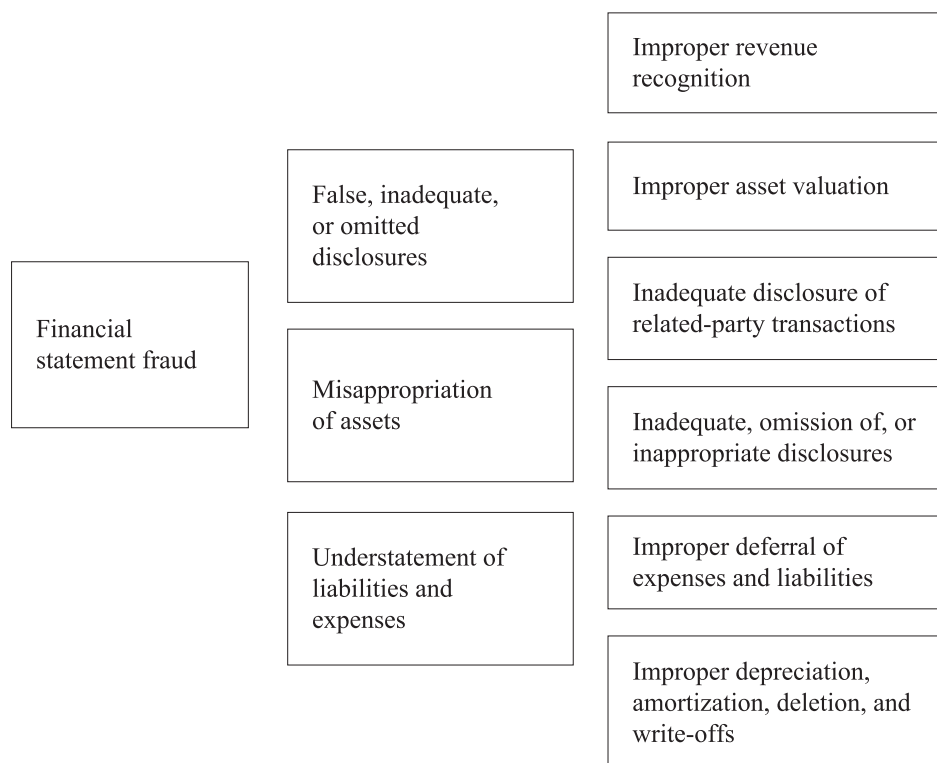 Financial
statement fraud
False, inadequate,
or omitted
disclosures
Misappropriation
of assets
Understatement of
liabilities and
expenses
Improper revenue
recognition
Improper asset valuation
Inadequate disclosure of
related-party transactions
Inadequate, omission of, or
inappropriate disclosures
Improper deferral of
expenses and liabilities
Improper depreciation,
amortization, deletion, and
write-offs